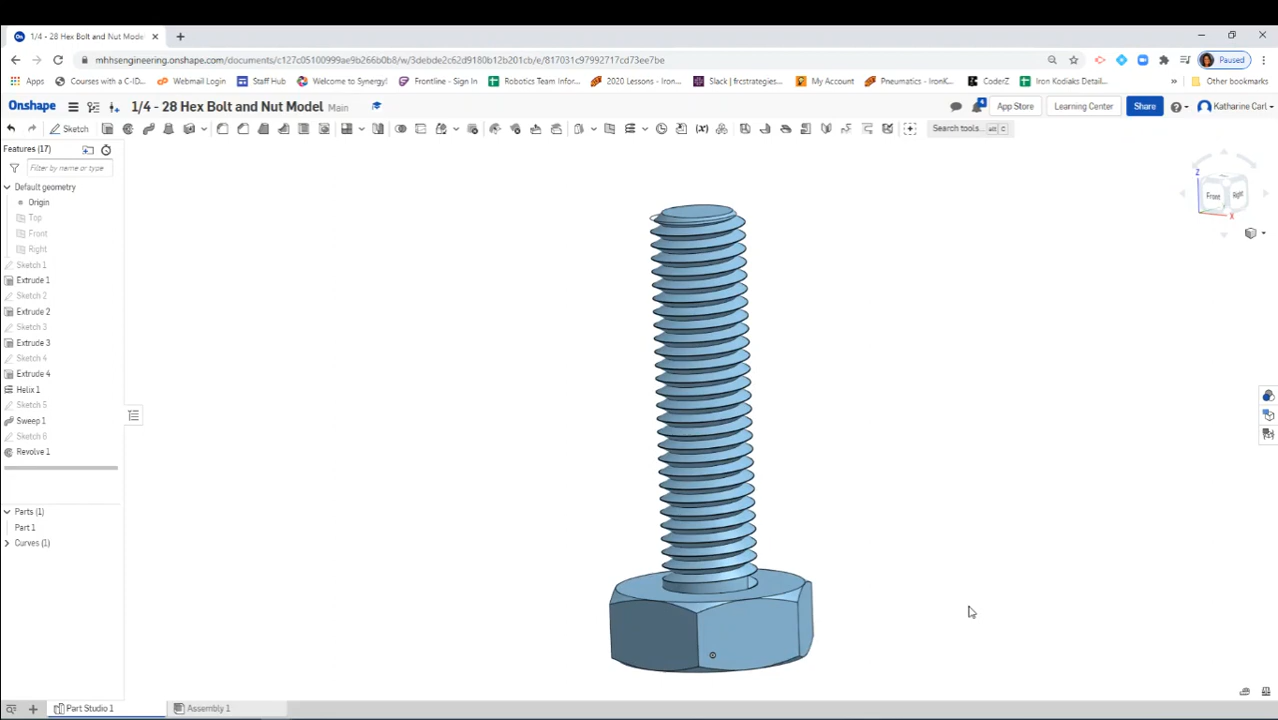 1/4 - 28 Hex Bolt and Nut Model
mhhsengineering.onshape.com/documents/c127c05100999ae9b266b0b8/w/3debde2c62d9180b12b201cb/e/817031c97992717cd73ee7be
Paused
Apps
Courses with a C-ID...
Webmail Login
Staff Hub
Welcome to Synergy!
Frontline - Sign In
Robotics Team Infor...
2020 Lessons - Iron...
Slack | frcstrategies...
My Account
Pneumatics - IronK...
CoderZ
Iron Kodiaks Detail...
Other bookmarks
Onshape
1/4 - 28 Hex Bolt and Nut Model Main
4
App Store
Learning Center
Share
Katharine Carl
Sketch
Search tools...
alt C
Features (17)
Filter by name or type
Default geometry
Origin
Top
Front
Right
Sketch 1
Extrude 1
Sketch 2
Extrude 2
Sketch 3
Extrude 3
Sketch 4
Extrude 4
Helix 1
Sketch 5
Sweep 1
Sketch 6
Revolve 1
Parts (1)
Part 1
Curves (1)
Z
Front
Right
X
Part Studio 1
Assembly 1